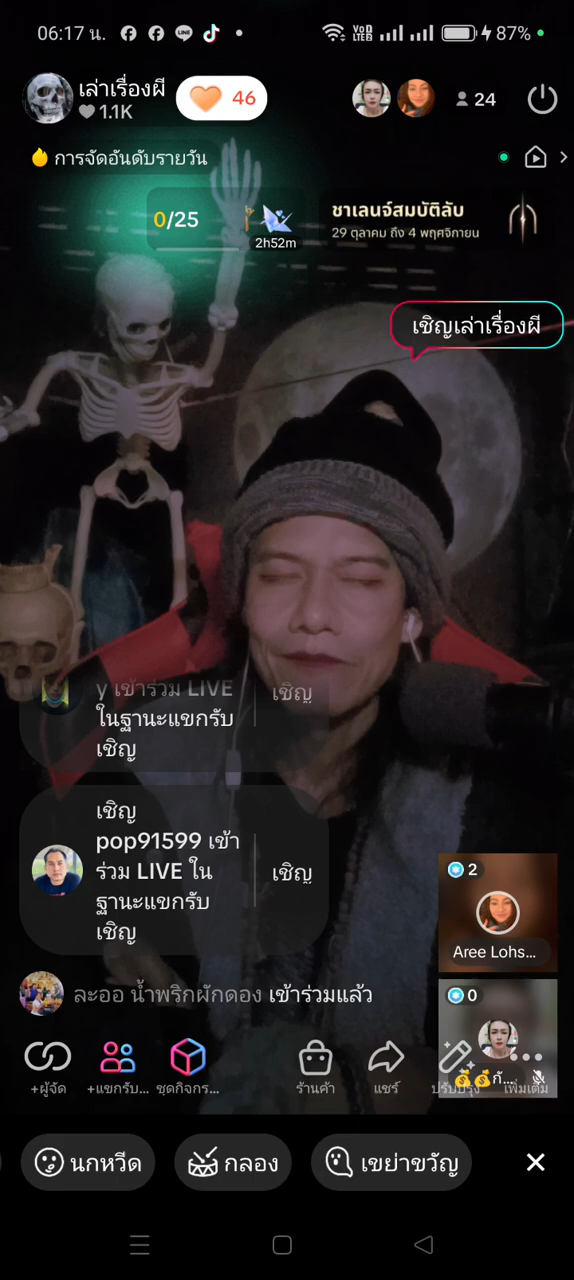 06:17 น.
LINE
VoD LTED
87%
เล่าเรื่องผี
1.1K
46
24
การจัดอันดับรายวัน
0/25
2h52m
ชาเลนจ์สมบัติลับ
29 ตุลาคม ถึง 4 พฤศจิกายน
เชิญเล่าเรื่องผี
y เข้าร่วม LIVE
ในฐานะแขกรับ
เชิญ
เชิญ
เชิญ
pop91599 เข้า
ร่วม LIVE ใน
ฐานะแขกรับ
เชิญ
เชิญ
2
Aree Lohs...
ละออ น้ำพริกผักดอง เข้าร่วมแล้ว
0
💰💰กั...
+ผู้จัด
+แขกรับ...
ชุดกิจกร...
ร้านค้า
แชร์
ปรับปรุง
เพิ่มเติม
นกหวีด
กลอง
เขย่าขวัญ